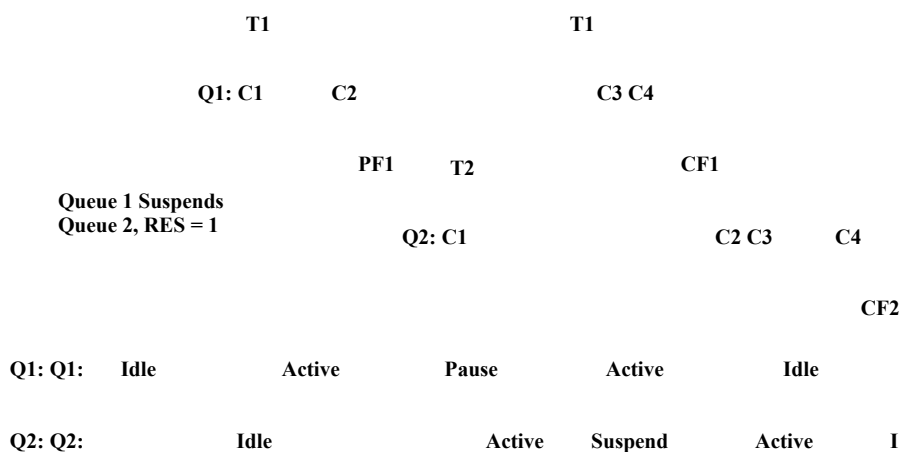 T1 T1
Q1: C1 C2 C3 C4
PF1 T2 CF1
Queue 1 Suspends
Queue 2, RES = 1
Q2: C1 C2 C3 C4
CF2
Q1: Q1: Idle Active Pause Active Idle
Q2: Q2: Idle Active Suspend Active I